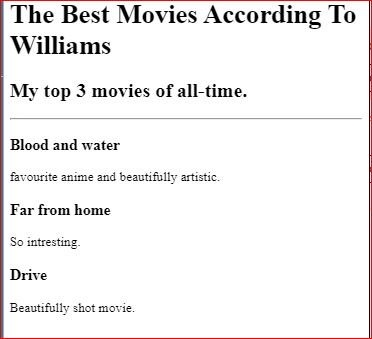 The Best Movies According To
Williams
My top 3 movies of all-time.
Blood and water
favourite anime and beautifully artistic.
Far from home
So intresting.
Drive
Beautifully shot movie.